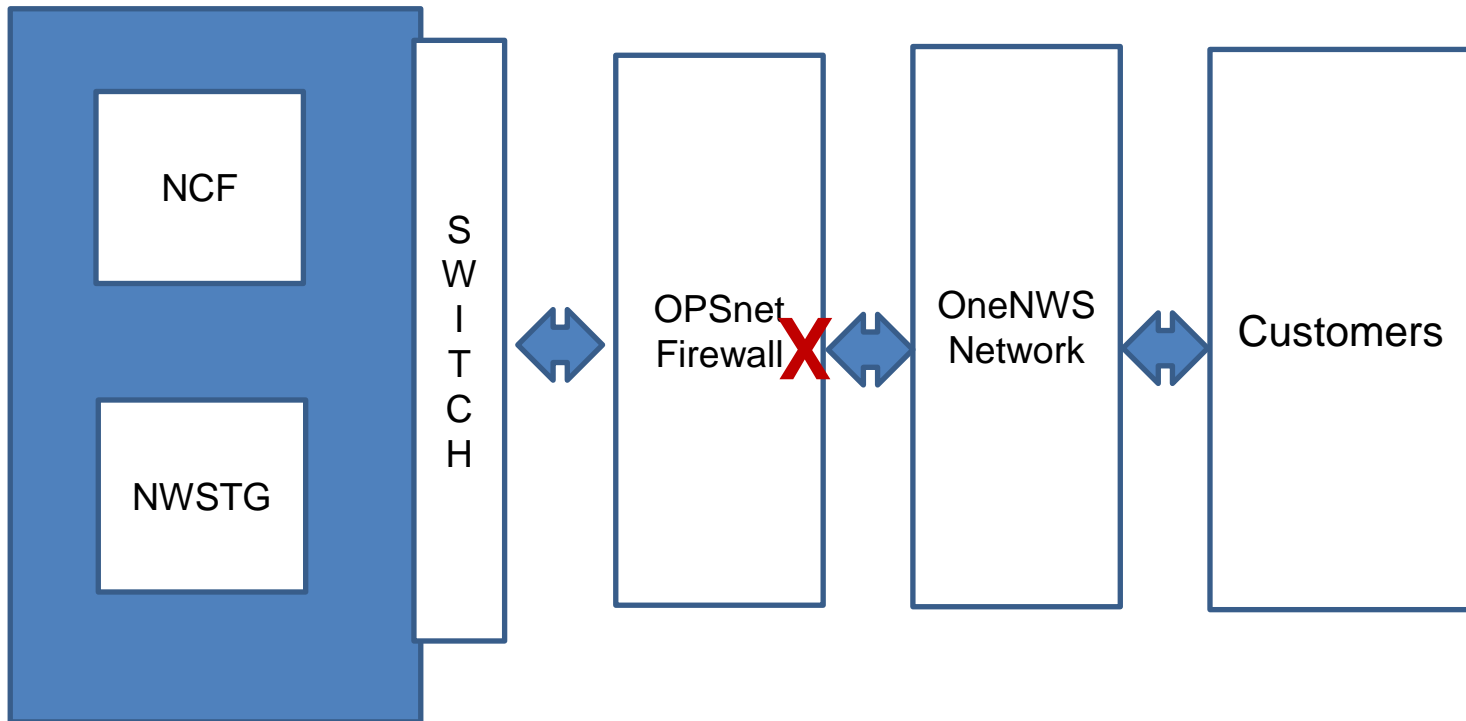 NCF
NWSTG
S
W
I
T
C
H
OPSnet
Firewall
X
OneNWS
Network
Customers